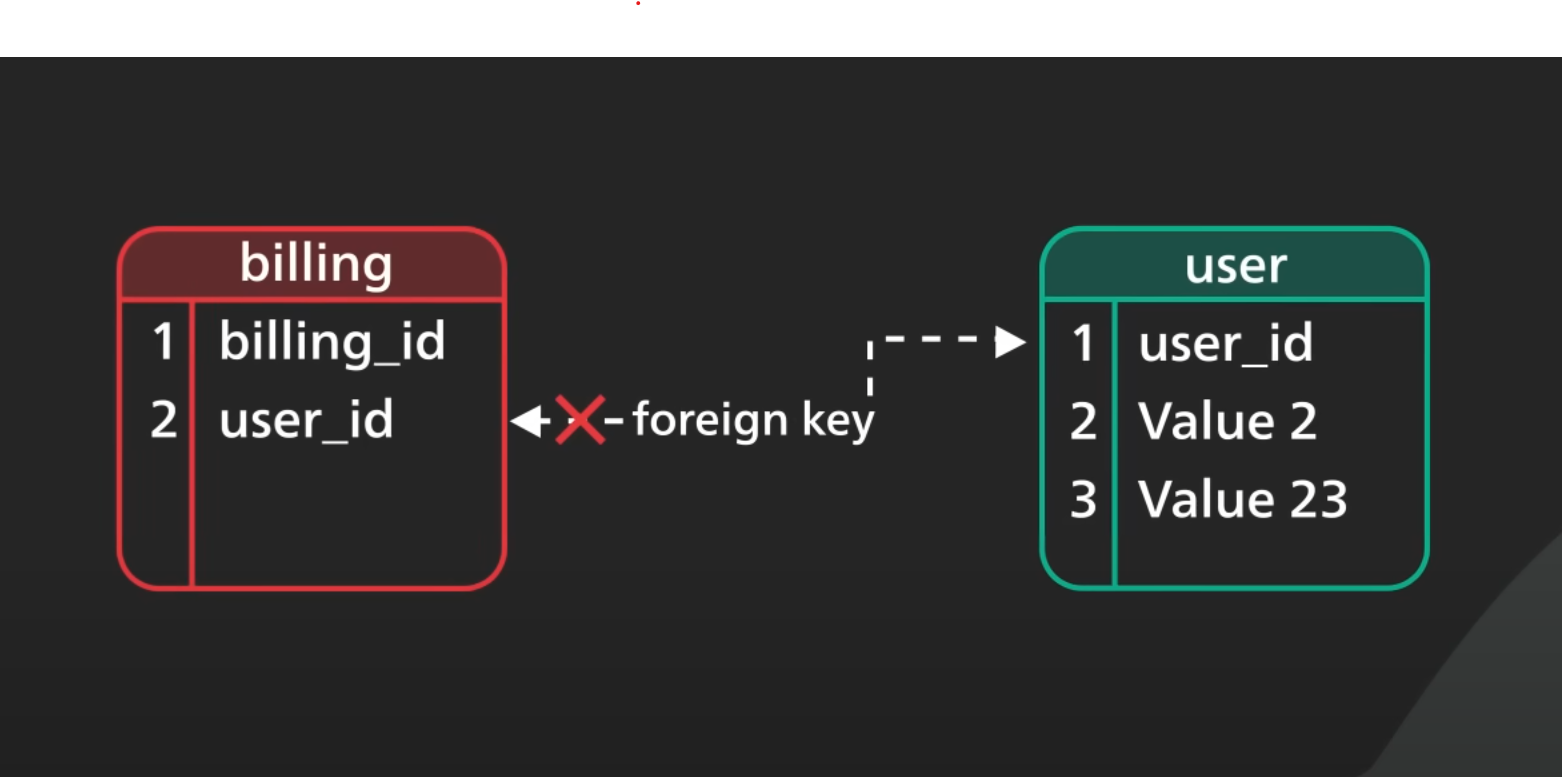 billing
1 billing_id
2 user_id
foreign key
user
1 user_id
2 Value 2
3 Value 23